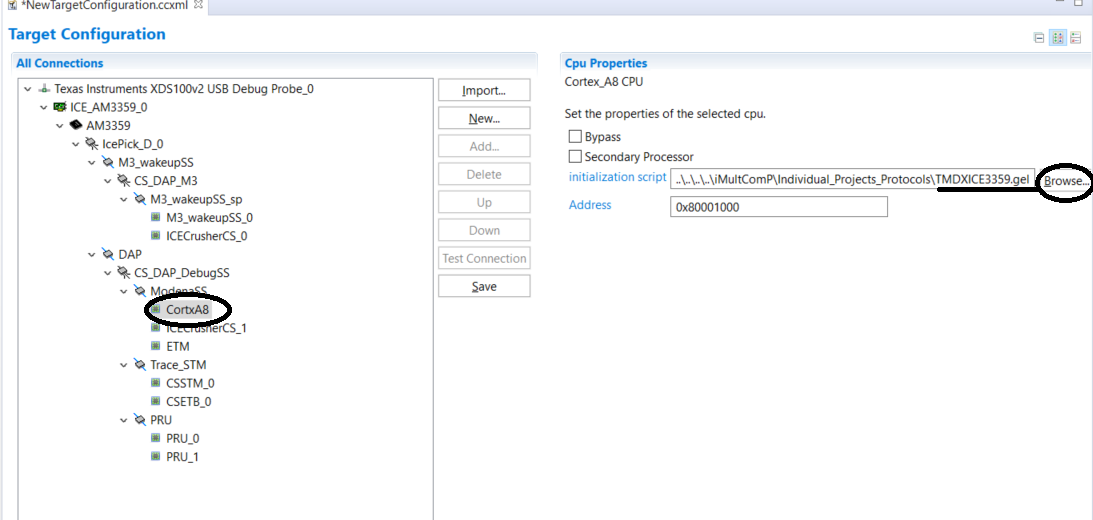 *NewTargetConfiguration.ccxml
Target Configuration
All Connections
Texas Instruments XDS100v2 USB Debug Probe_0
ICE_AM3359_0
AM3359
IcePick_D_0
M3_wakeupSS
CS_DAP_M3
M3_wakeupSS_sp
M3_wakeupSS_0
ICECrusherCS_0
DAP
CS_DAP_DebugSS
ModenaSS
CortxA8
ICECrusherCS_1
ETM
Trace_STM
CSSTM_0
CSETB_0
PRU
PRU_0
PRU_1
Import...
New...
Add...
Delete
Up
Down
Test Connection
Save
Cpu Properties
Cortex_A8 CPU
Set the properties of the selected cpu.
Bypass
Secondary Processor
initialization script ..\..\..\..\iMultComP\Individual_Projects_Protocols\TMDXICE3359.gel Browse...
Address 0x80001000